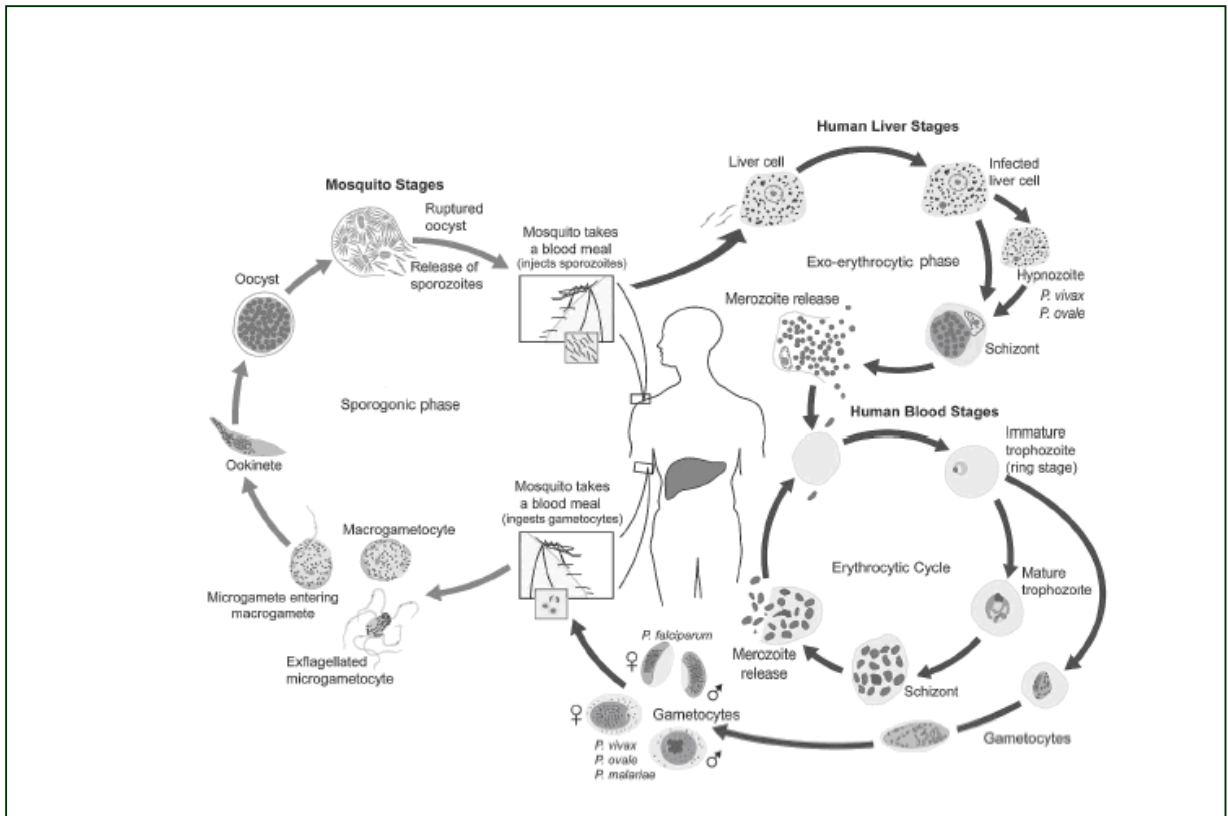 Human Liver Stages
Liver cell
Infected
liver cell
Mosquito Stages
Ruptured
oocyst
Mosquito takes
a blood meal
(injects sporozoites)
Release of
sporozoites
Exo-erythrocytic phase
Hypnozoite
P. vivax
P. ovale
Oocyst
Merozoite release
Schizont
Sporogonic phase
Human Blood Stages
Immature
trophozoite
(ring stage)
Ookinete
Mosquito takes
a blood meal
(ingests gametocytes)
Macrogametocyte
Erythrocytic Cycle
Mature
trophozoite
Microgamete entering
macrogamete
P. falciparum
♀
Merozoite
release
Exflagellated
microgametocyte
♂
Schizont
♀
Gametocytes
Gametocytes
P. vivax
P. ovale
P. malariae
♂